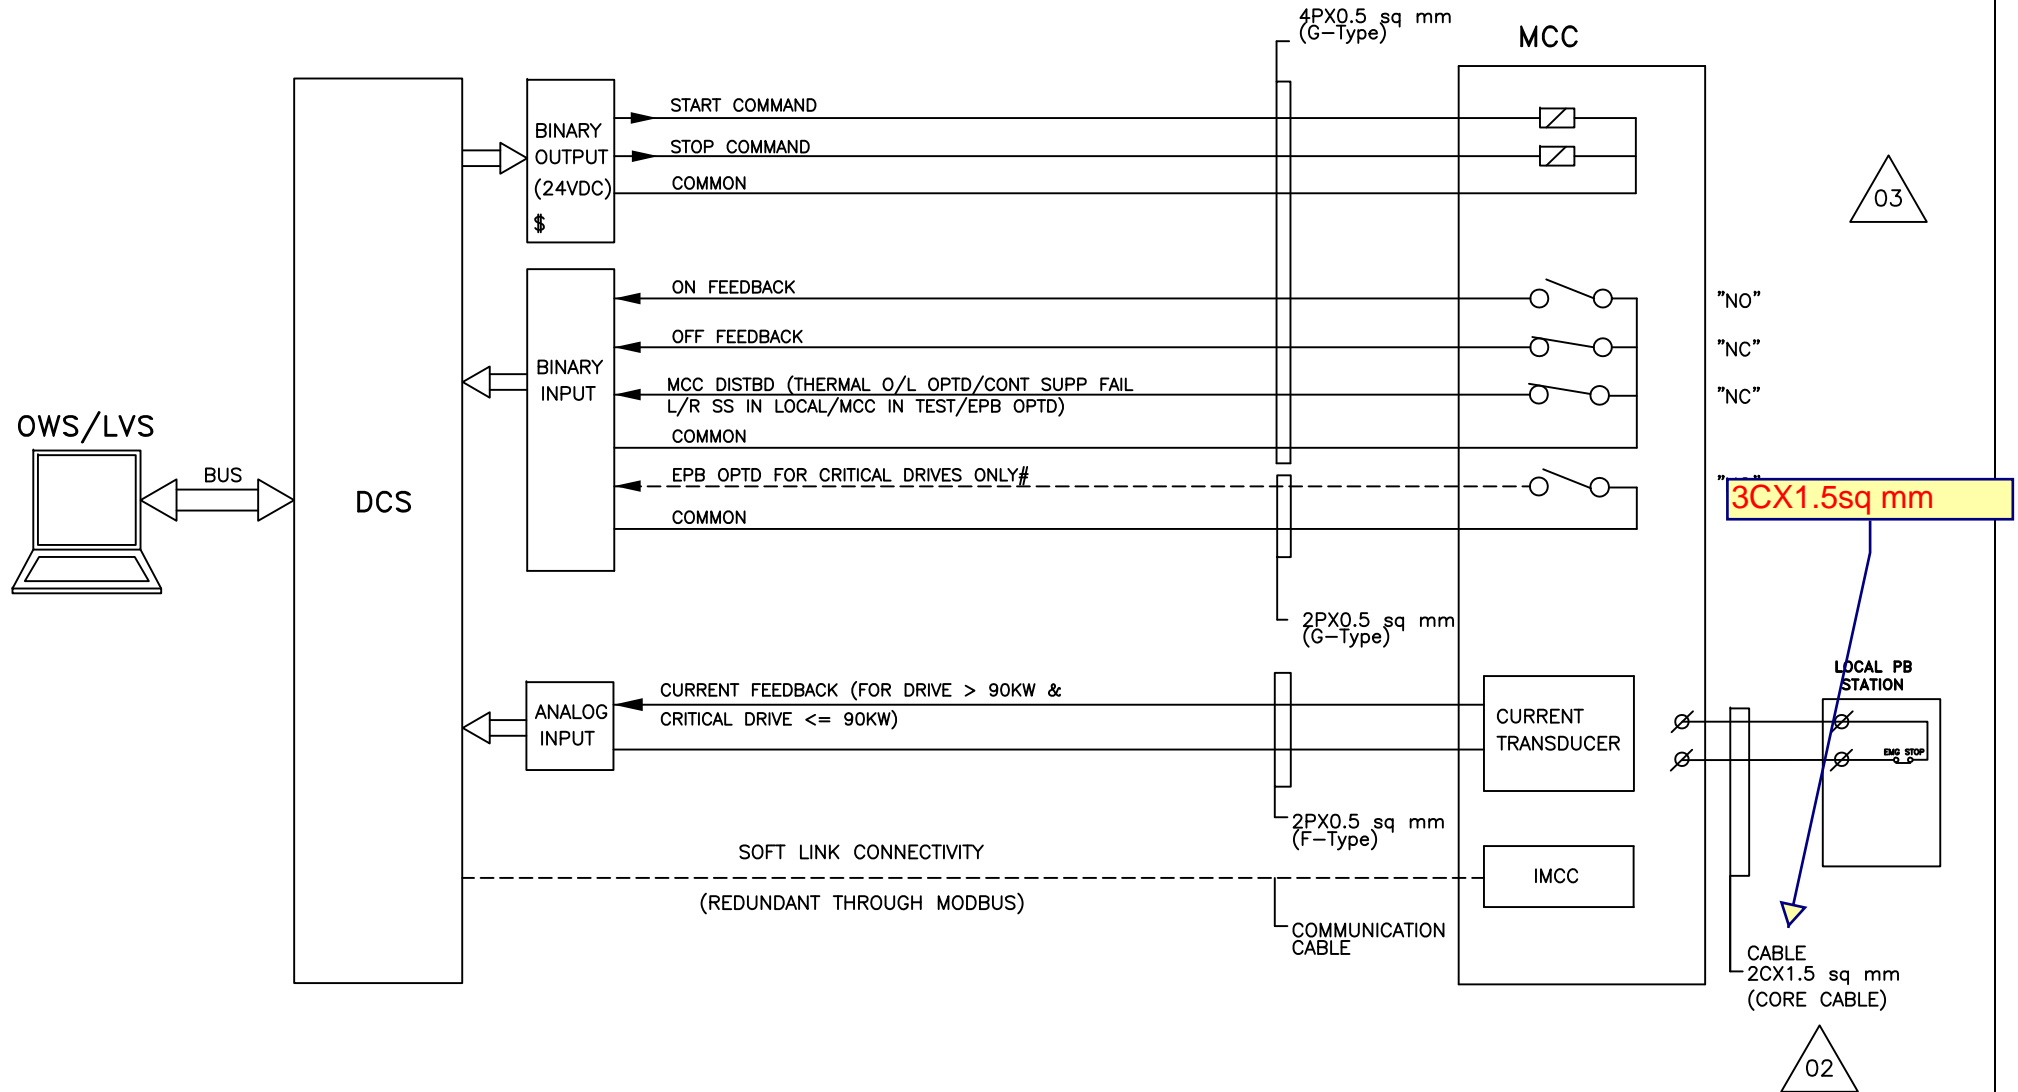 4PX0.5 sq mm
(G-Type)
MCC
START COMMAND
BINARY
OUTPUT
(24VDC)
$
STOP COMMAND
COMMON
03
ON FEEDBACK
"NO"
OFF FEEDBACK
"NC"
BINARY
INPUT
MCC DISTBD (THERMAL O/L OPTD/CONT SUPP FAIL
L/R SS IN LOCAL/MCC IN TEST/EPB OPTD)
"NC"
COMMON
OWS/LVS
BUS
DCS
EPB OPTD FOR CRITICAL DRIVES ONLY#
3CX1.5sq mm
COMMON
2PX0.5 sq mm
(G-Type)
LOCAL PB
STATION
ANALOG
INPUT
CURRENT FEEDBACK (FOR DRIVE > 90KW &
CRITICAL DRIVE <= 90KW)
CURRENT
TRANSDUCER
EMG STOP
2PX0.5 sq mm
(F-Type)
SOFT LINK CONNECTIVITY
(REDUNDANT THROUGH MODBUS)
IMCC
COMMUNICATION
CABLE
CABLE
2CX1.5 sq mm
(CORE CABLE)
02